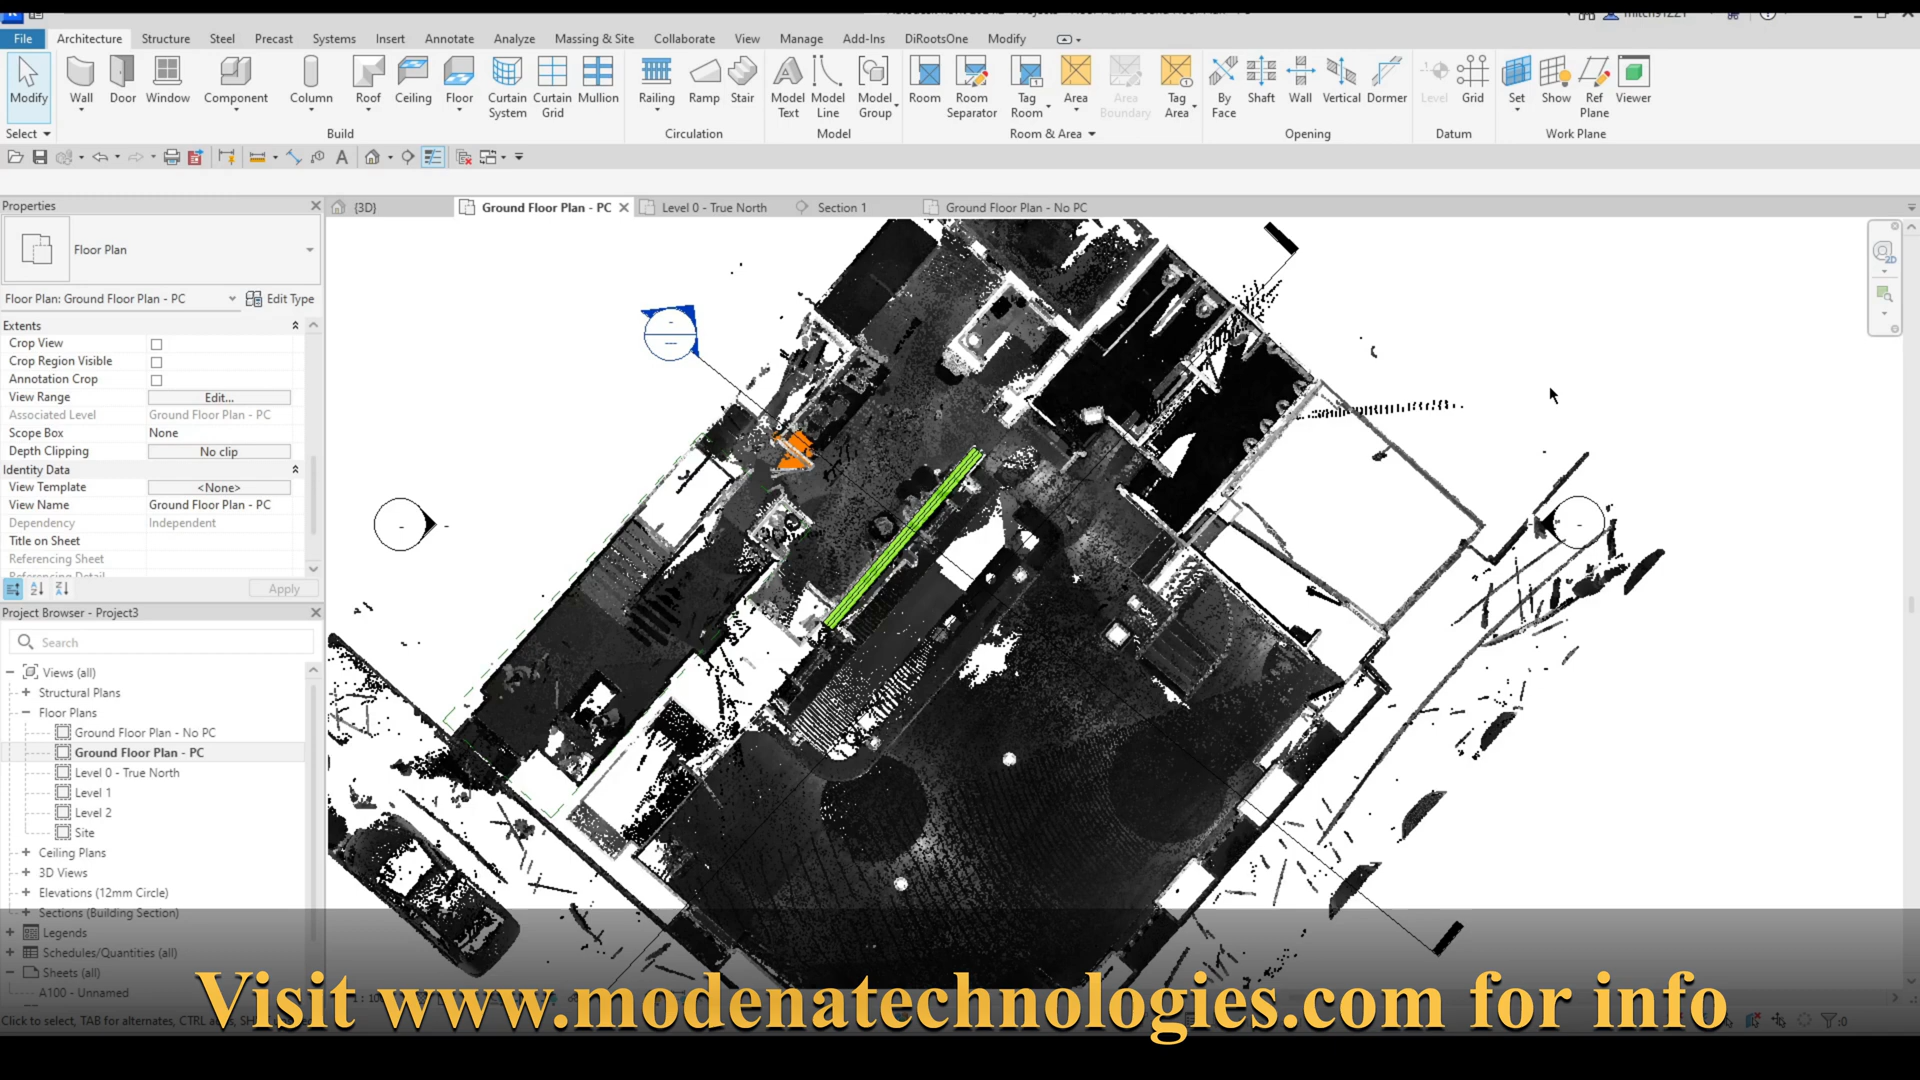 File Architecture Structure Steel Precast Systems Insert Annotate Analyze Massing & Site Collaborate View Manage Add-Ins DiRootsOne Modify
Modify Wall Door Window Component Column Roof Ceiling Floor Curtain System Curtain Grid Mullion Railing Ramp Stair Model Text Model Line Model Group Room Room Separator Tag Room Area Area Boundary Tag Area By Face Shaft Wall Vertical Dormer Level Grid Set Show Ref Plane Viewer
Select Build Circulation Model Room & Area Opening Datum Work Plane
Properties
{3D} Ground Floor Plan - PC Level 0 - True North Section 1 Ground Floor Plan - No PC
Floor Plan
Floor Plan: Ground Floor Plan - PC Edit Type
Extents
Crop View
Crop Region Visible
Annotation Crop
View Range Edit...
Associated Level Ground Floor Plan - PC
Scope Box None
Depth Clipping No clip
Identity Data
View Template <None>
View Name Ground Floor Plan - PC
Dependency Independent
Title on Sheet
Referencing Sheet
Referencing Detail
Apply
Project Browser - Project3
Search
Views (all)
Structural Plans
Floor Plans
Ground Floor Plan - No PC
Ground Floor Plan - PC
Level 0 - True North
Level 1
Level 2
Site
Ceiling Plans
3D Views
Elevations (12mm Circle)
Sections (Building Section)
Legends
Schedules/Quantities (all)
Sheets (all)
A100 - Unnamed
Visit www.modenatechnologies.com for info
Click to select, TAB for alternates, CTRL